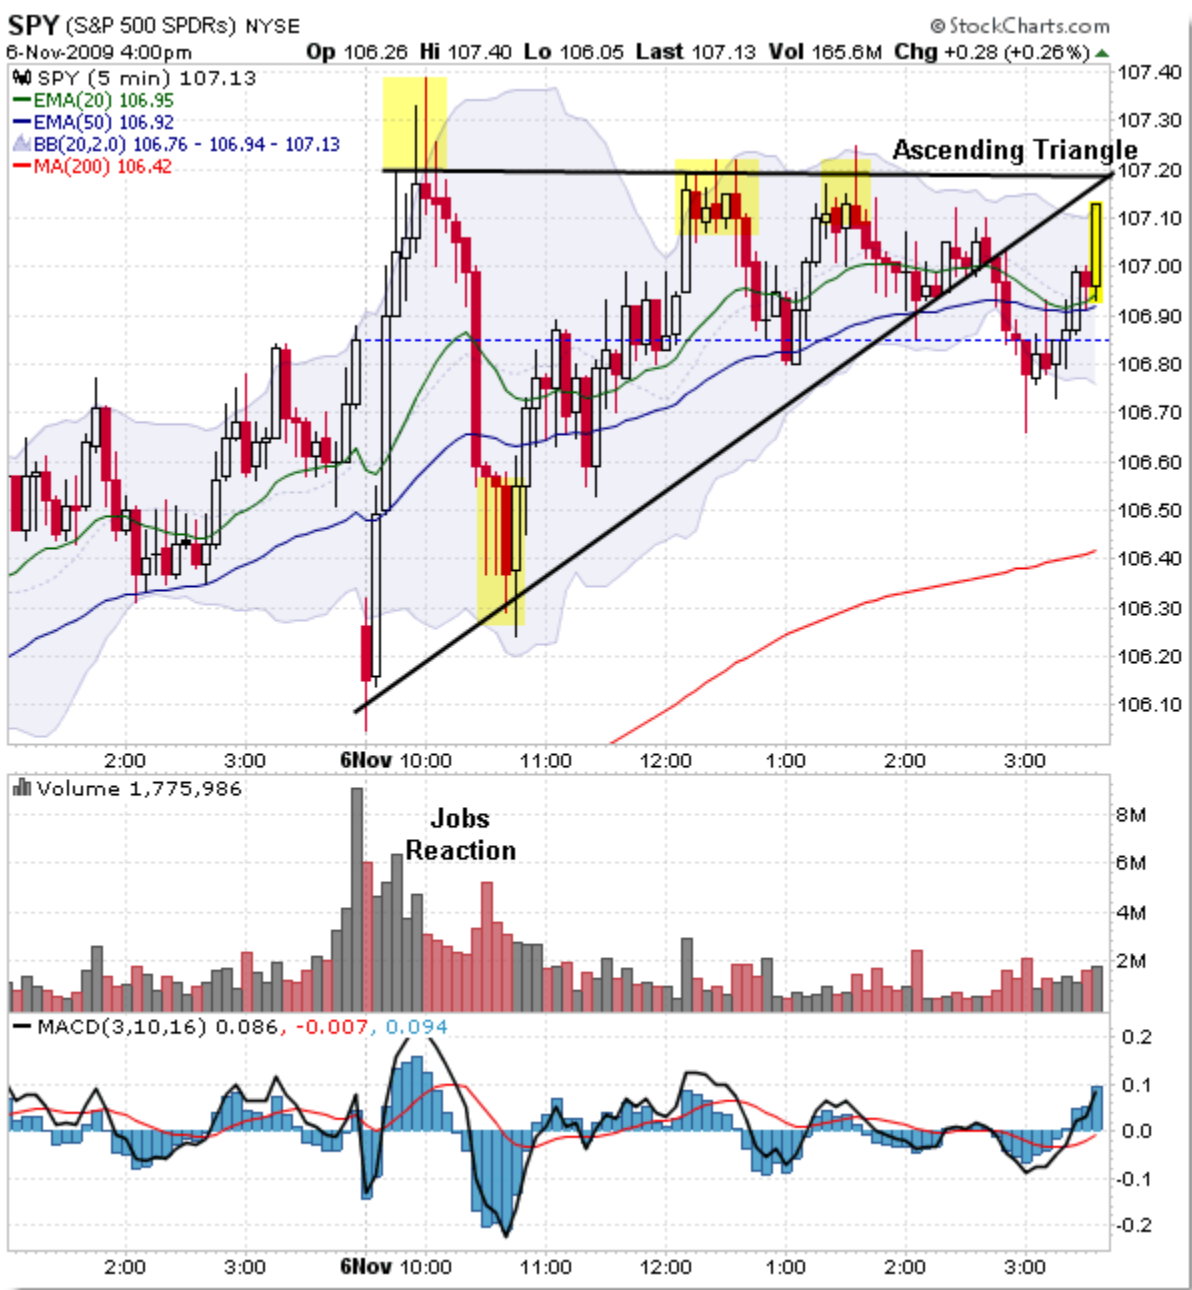 SPY (S&P 500 SPDRs) NYSE © StockCharts.com
6-Nov-2009 4:00pm Op 106.26 Hi 107.40 Lo 106.05 Last 107.13 Vol 165.6M Chg +0.28 (+0.26%)
SPY (5 min) 107.13
EMA(20) 106.95
EMA(50) 106.92
BB(20,2.0) 106.76 - 106.94 - 107.13
MA(200) 106.42
Ascending Triangle
107.40
107.30
107.20
107.10
107.00
106.90
106.80
106.70
106.60
106.50
106.40
106.30
106.20
106.10
2:00 3:00 6Nov 10:00 11:00 12:00 1:00 2:00 3:00
Volume 1,775,986
Jobs
Reaction
8M
6M
4M
2M
MACD(3,10,16) 0.086, -0.007, 0.094
0.2
0.1
0.0
-0.1
-0.2
2:00 3:00 6Nov 10:00 11:00 12:00 1:00 2:00 3:00